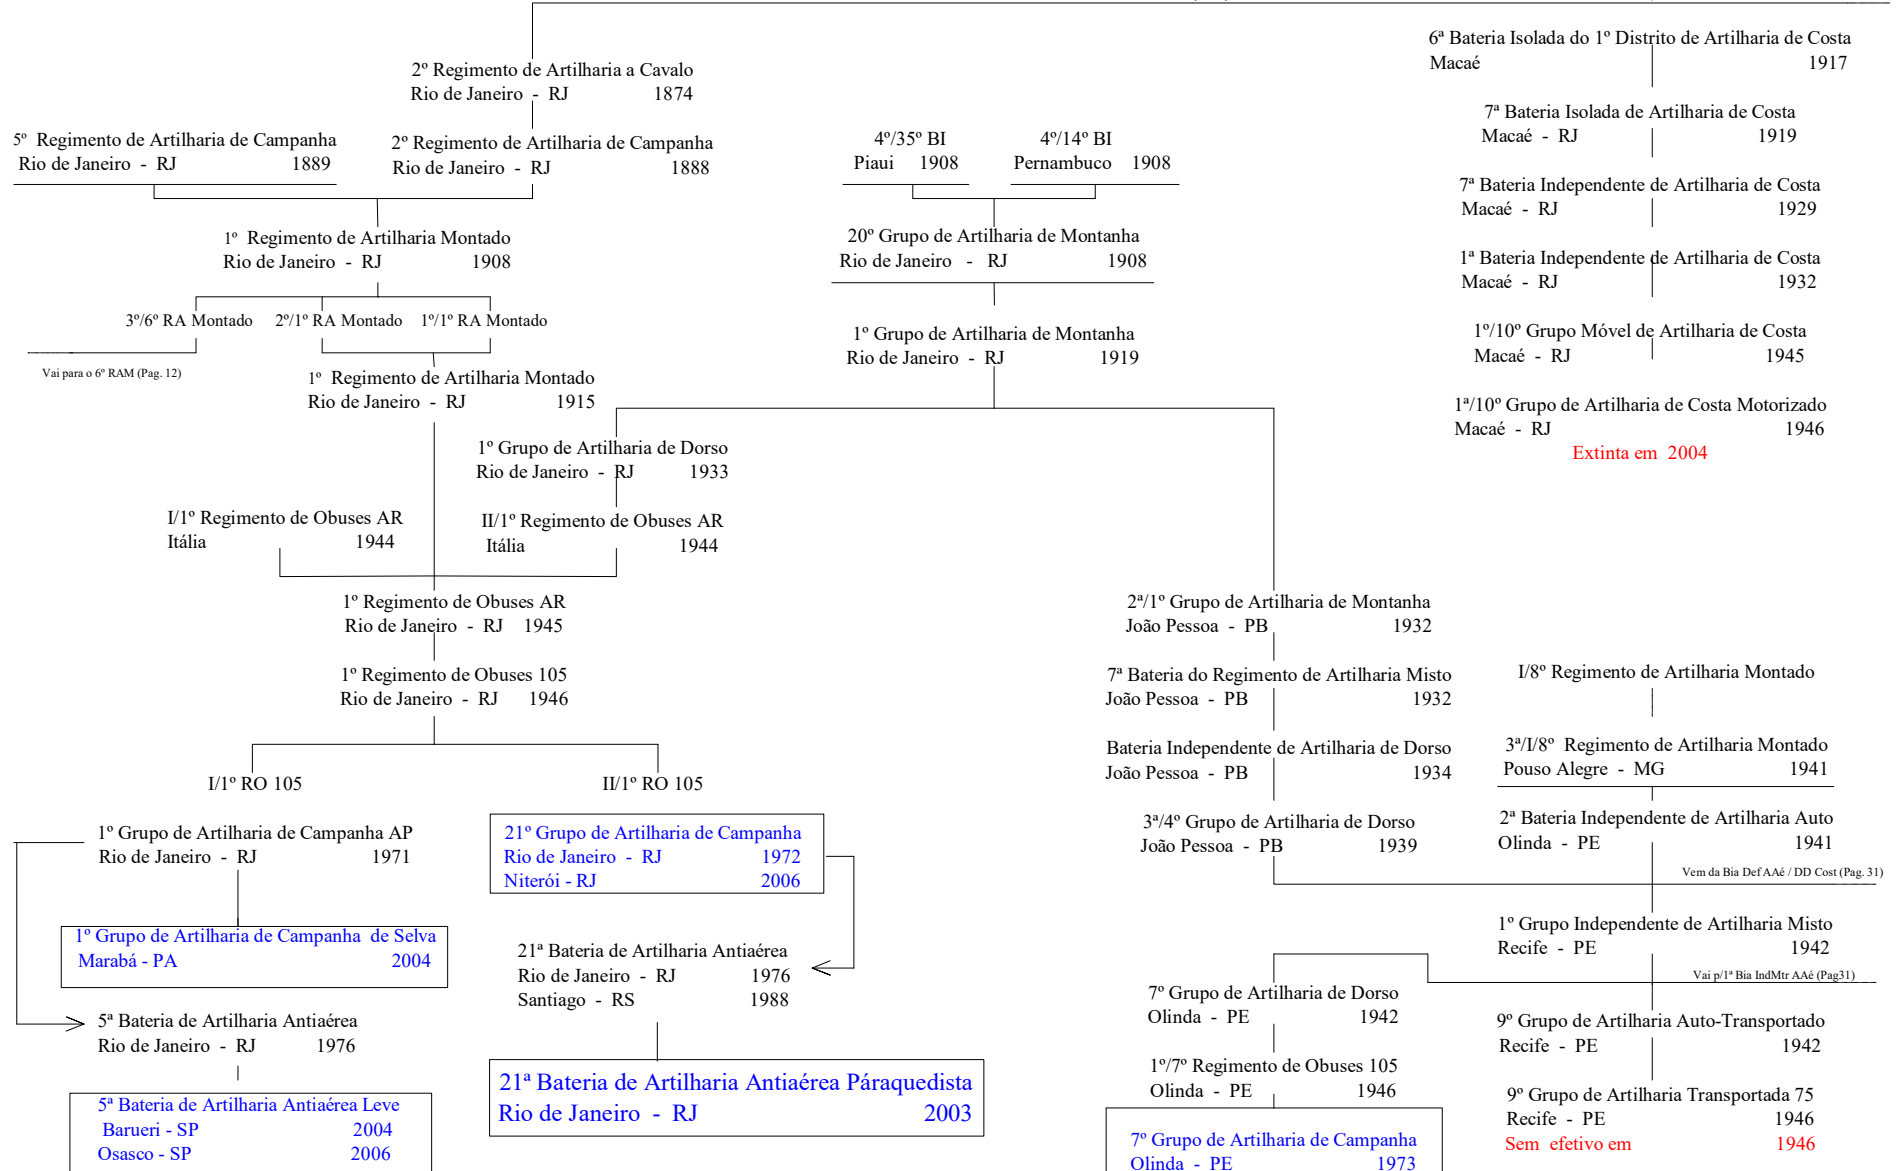 2º Regimento de Artilharia a Cavalo
Rio de Janeiro - RJ 1874
5º Regimento de Artilharia de Campanha
Rio de Janeiro - RJ 1889
2º Regimento de Artilharia de Campanha
Rio de Janeiro - RJ 1888
1º Regimento de Artilharia Montado
Rio de Janeiro - RJ 1908
3º/6º RA Montado 2º/1º RA Montado 1º/1º RA Montado
Vai para o 6º RAM (Pag. 12)
1º Regimento de Artilharia Montado
Rio de Janeiro - RJ 1915
4º/35º BI
Piaui 1908
4º/14º BI
Pernambuco 1908
20º Grupo de Artilharia de Montanha
Rio de Janeiro - RJ 1908
1º Grupo de Artilharia de Montanha
Rio de Janeiro - RJ 1919
1º Grupo de Artilharia de Dorso
Rio de Janeiro - RJ 1933
I/1º Regimento de Obuses AR
Itália 1944
II/1º Regimento de Obuses AR
Itália 1944
1º Regimento de Obuses AR
Rio de Janeiro - RJ 1945
1º Regimento de Obuses 105
Rio de Janeiro - RJ 1946
I/1º RO 105
II/1º RO 105
1º Grupo de Artilharia de Campanha AP
Rio de Janeiro - RJ 1971
1º Grupo de Artilharia de Campanha de Selva
Marabá - PA 2004
5ª Bateria de Artilharia Antiaérea
Rio de Janeiro - RJ 1976
5ª Bateria de Artilharia Antiaérea Leve
Barueri - SP 2004
Osasco - SP 2006
21º Grupo de Artilharia de Campanha
Rio de Janeiro - RJ 1972
Niterói - RJ 2006
21ª Bateria de Artilharia Antiaérea
Rio de Janeiro - RJ 1976
Santiago - RS 1988
21ª Bateria de Artilharia Antiaérea Páraquedista
Rio de Janeiro - RJ 2003
6ª Bateria Isolada do 1º Distrito de Artilharia de Costa
Macaé 1917
7ª Bateria Isolada de Artilharia de Costa
Macaé - RJ 1919
7ª Bateria Independente de Artilharia de Costa
Macaé - RJ 1929
1ª Bateria Independente de Artilharia de Costa
Macaé - RJ 1932
1º/10º Grupo Móvel de Artilharia de Costa
Macaé - RJ 1945
1ª/10º Grupo de Artilharia de Costa Motorizado
Macaé - RJ 1946
Extinta em 2004
2ª/1º Grupo de Artilharia de Montanha
João Pessoa - PB 1932
7ª Bateria do Regimento de Artilharia Misto
João Pessoa - PB 1932
Bateria Independente de Artilharia de Dorso
João Pessoa - PB 1934
3ª/4º Grupo de Artilharia de Dorso
João Pessoa - PB 1939
I/8º Regimento de Artilharia Montado
3ª/I/8º Regimento de Artilharia Montado
Pouso Alegre - MG 1941
2ª Bateria Independente de Artilharia Auto
Olinda - PE 1941
Vem da Bia Def AAé / DD Cost (Pag. 31)
1º Grupo Independente de Artilharia Misto
Recife - PE 1942
Vai p/1ª Bia IndMtr AAé (Pag31)
7º Grupo de Artilharia de Dorso
Olinda - PE 1942
1º/7º Regimento de Obuses 105
Olinda - PE 1946
7º Grupo de Artilharia de Campanha
Olinda - PE 1973
9º Grupo de Artilharia Auto-Transportado
Recife - PE 1942
9º Grupo de Artilharia Transportada 75
Recife - PE 1946
Sem efetivo em 1946